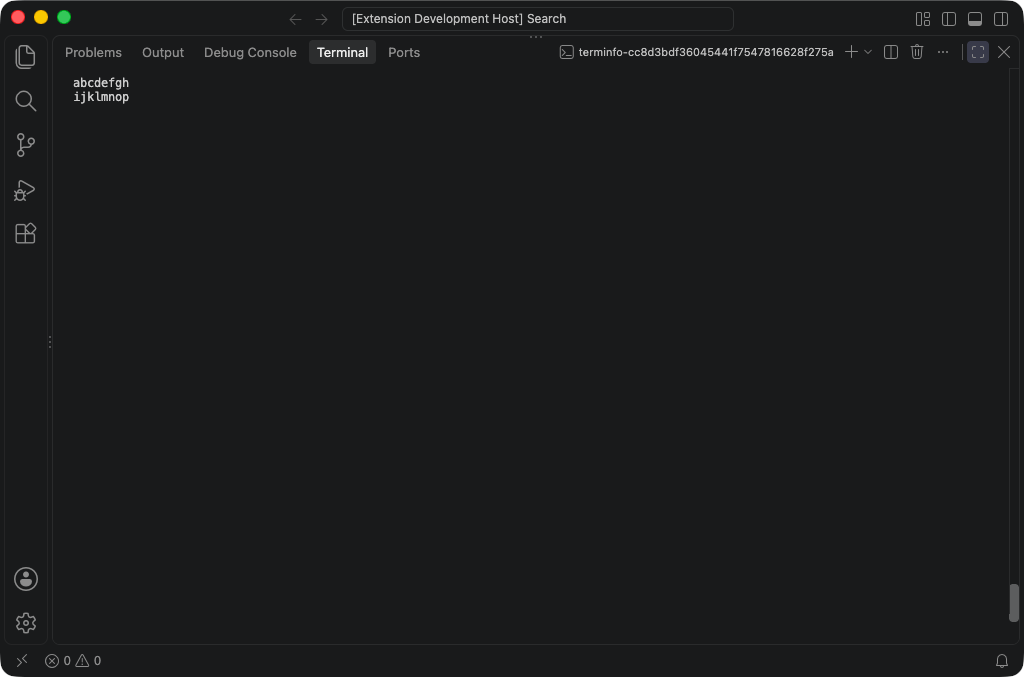 [Extension Development Host] Search
Problems Output Debug Console Terminal Ports terminfo-cc8d3bdf36045441f7547816628f275a
abcdefgh
ijklmnop
0 0